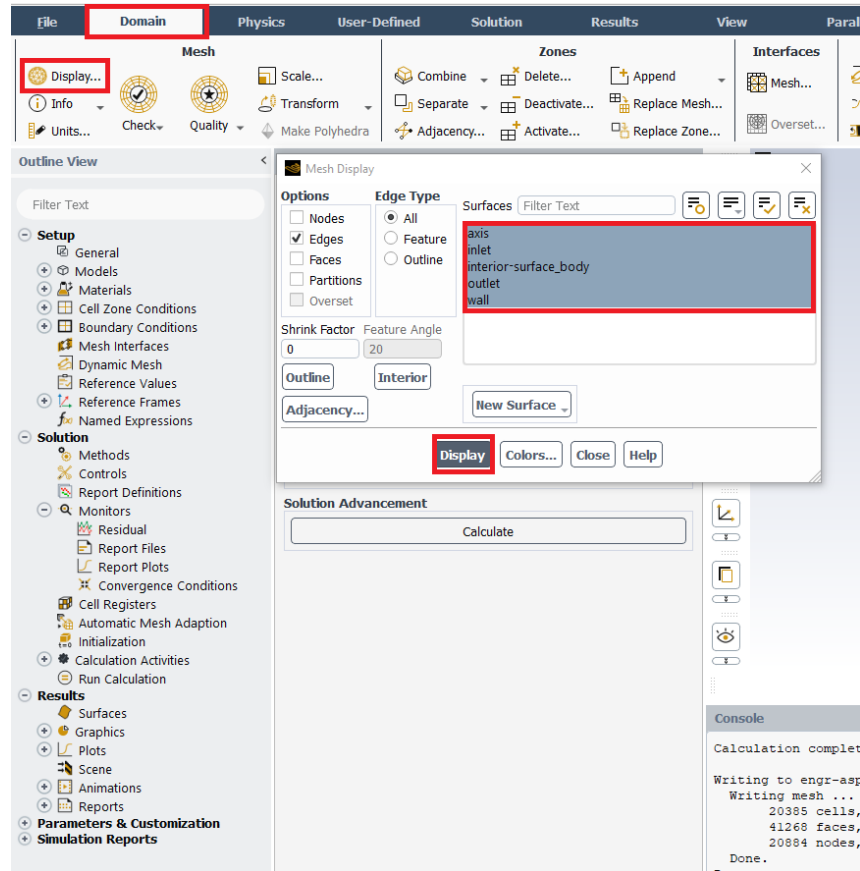 File Domain Physics User-Defined Solution Results View Paral
Mesh Zones Interfaces
Display... Scale... Combine Delete... Append Mesh...
Info Check Quality Transform Separate Deactivate... Replace Mesh...
Units... Make Polyhedra Adjacency... Activate... Replace Zone... Overset...
Outline View <
Filter Text
Setup
General
Models
Materials
Cell Zone Conditions
Boundary Conditions
Mesh Interfaces
Dynamic Mesh
Reference Values
Reference Frames
Named Expressions
Solution
Methods
Controls
Report Definitions
Monitors
Residual
Report Files
Report Plots
Convergence Conditions
Cell Registers
Automatic Mesh Adaption
Initialization
Calculation Activities
Run Calculation
Results
Surfaces
Graphics
Plots
Scene
Animations
Reports
Parameters & Customization
Simulation Reports
Mesh Display
Options
Nodes
Edges
Faces
Partitions
Overset
Edge Type
All
Feature
Outline
Shrink Factor Feature Angle
0 20
Outline Interior
Adjacency...
Surfaces Filter Text
axis
inlet
interior-surface_body
outlet
wall
New Surface
Display Colors... Close Help
Solution Advancement
Calculate
Console
Calculation complet
Writing to engr-asp
Writing mesh ...
20385 cells,
41268 faces,
20884 nodes,
Done.